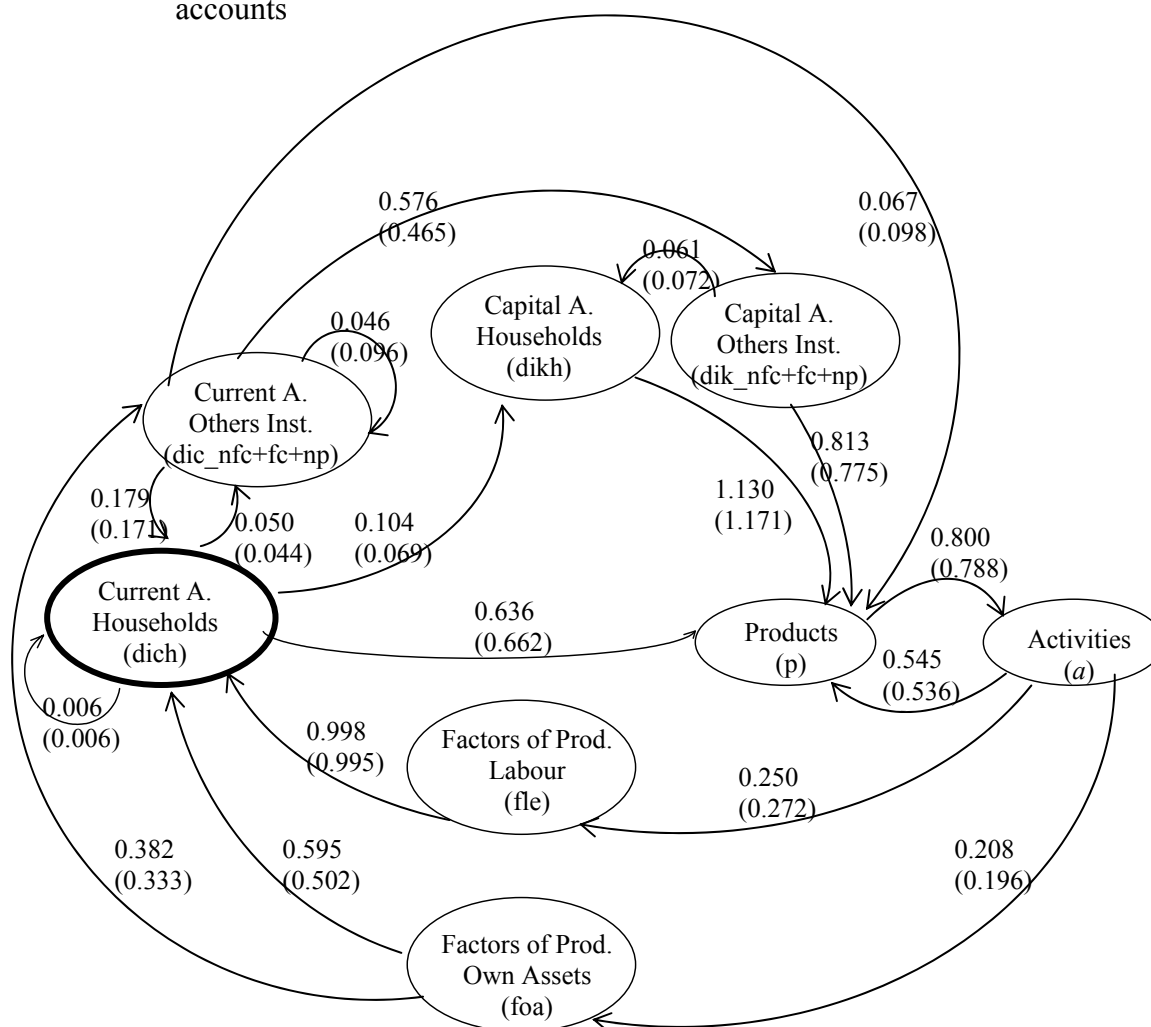 accounts
0.576
(0.465)
0.067
(0.098)
0.061
(0.072)
Capital A.
Households
(dikh)
Capital A.
Others Inst.
(dik_nfc+fc+np)
0.046
(0.096)
Current A.
Others Inst.
(dic_nfc+fc+np)
0.813
(0.775)
0.179
(0.171)
0.050
(0.044)
0.104
(0.069)
1.130
(1.171)
0.800
(0.788)
Current A.
Households
(dich)
0.636
(0.662)
Products
(p)
Activities
(a)
0.545
(0.536)
0.006
(0.006)
0.998
(0.995)
Factors of Prod.
Labour
(fle)
0.250
(0.272)
0.382
(0.333)
0.595
(0.502)
0.208
(0.196)
Factors of Prod.
Own Assets
(foa)